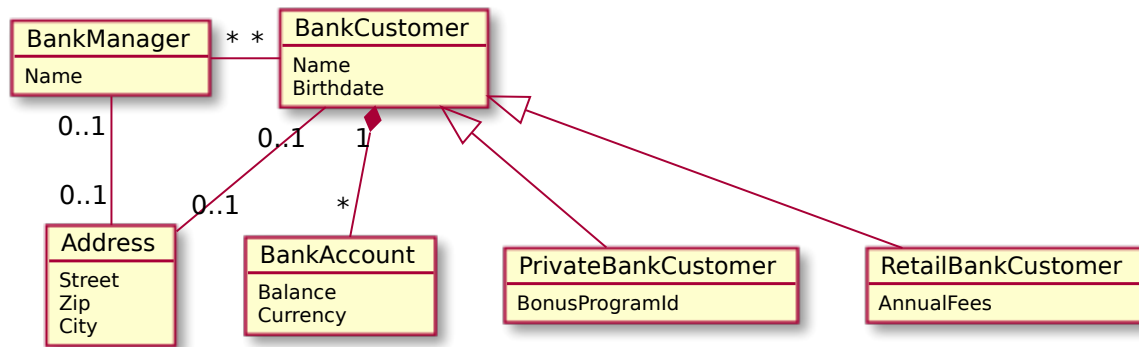 BankManager
Name
* *
BankCustomer
Name
Birthdate
0..1
0..1
0..1
0..1
1
*
Address
Street
Zip
City
BankAccount
Balance
Currency
PrivateBankCustomer
BonusProgramId
RetailBankCustomer
AnnualFees